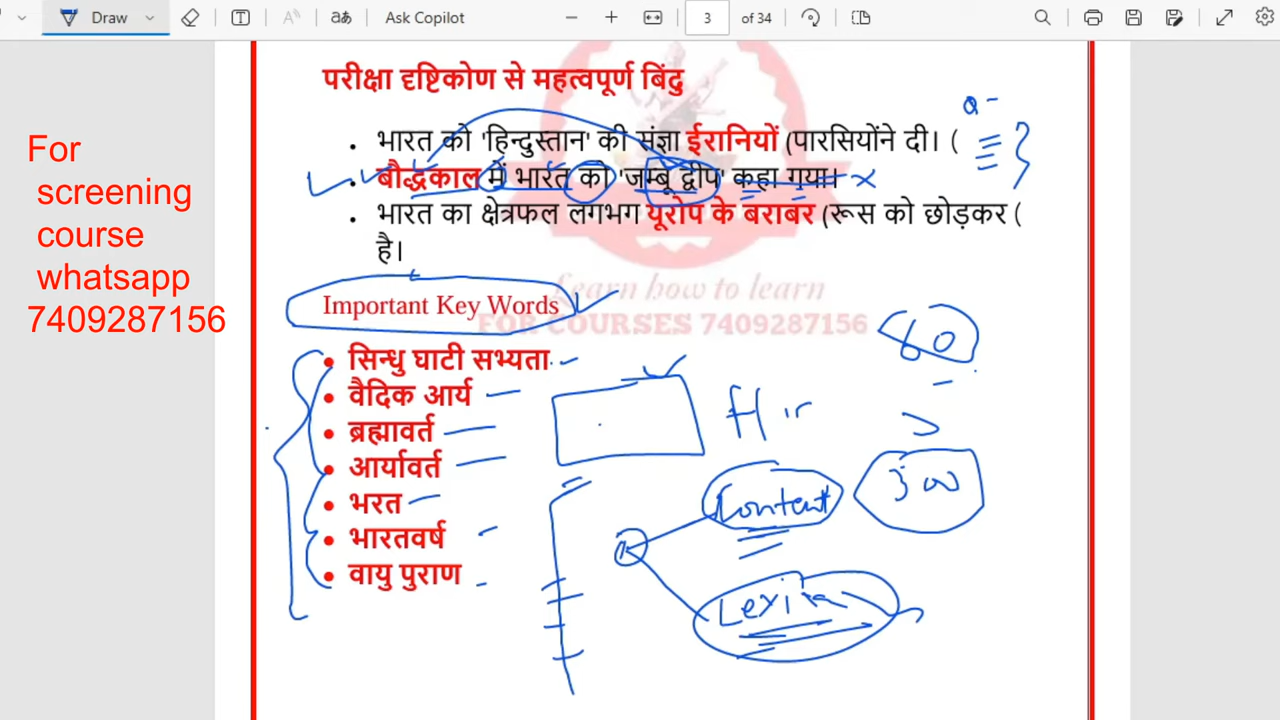 Draw
Ask Copilot
3 of 34
परीक्षा दृष्टिकोण से महत्वपूर्ण बिंदु
• भारत को 'हिन्दुस्तान' की संज्ञा ईरानियों (पारसियोंने दी। (
• बौद्धकाल में भारत को 'जम्बू द्वीप' कहा गया।
• भारत का क्षेत्रफल लगभग यूरोप के बराबर (रूस को छोड़कर (
है।
For
screening
course
whatsapp
7409287156
Learn how to learn
Important Key Words
FOR COURSES 7409287156
• सिन्धु घाटी सभ्यता
• वैदिक आर्य
• ब्रह्मावर्त
• आर्यावर्त
• भरत
• भारतवर्ष
• वायु पुराण
Q
80
300
Content